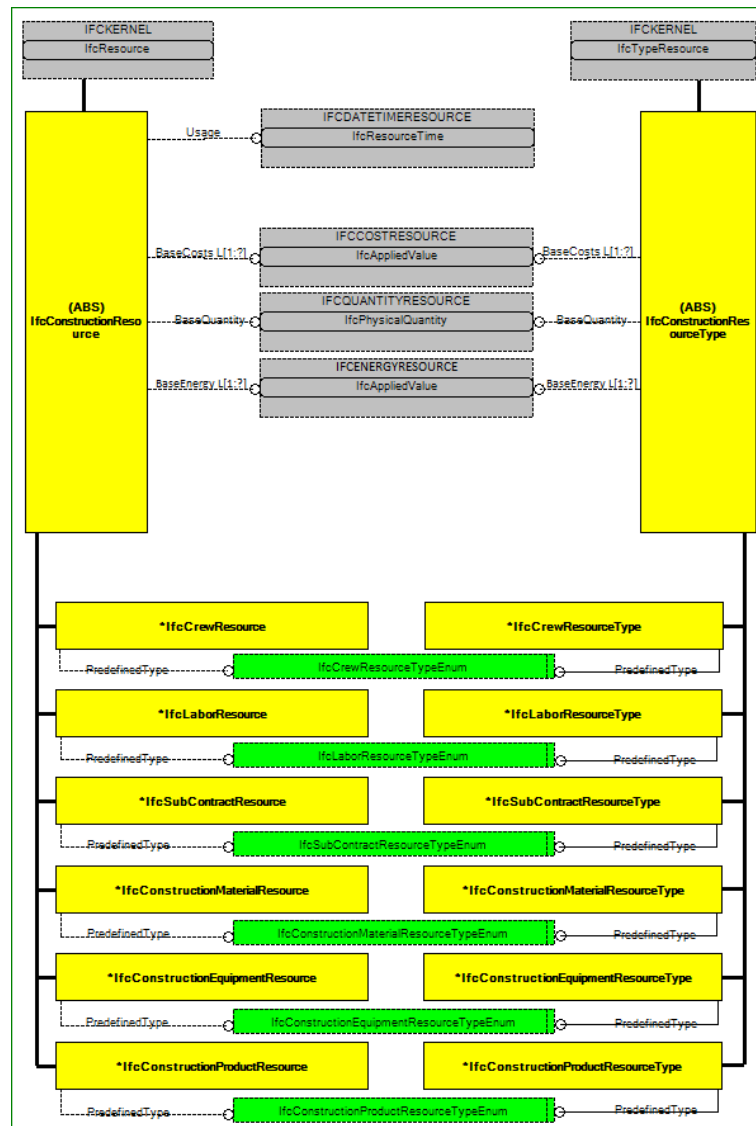 IFCKERNEL
IfcResource
IFCKERNEL
IfcTypeResource
Usage
IFCDATETIMERESOURCE
IfcResourceTime
BaseCosts L[1:?]
IFCCOSTRESOURCE
IfcAppliedValue
BaseCosts L[1:?]
(ABS)
IfcConstructionReso
urce
BaseQuantity
IFCQUANTITYRESOURCE
IfcPhysicalQuantity
BaseQuantity
(ABS)
IfcConstructionRes
ourceType
BaseEnergy L[1:?]
IFCENERGYRESOURCE
IfcAppliedValue
BaseEnergy L[1:?]
*IfcCrewResource
*IfcCrewResourceType
PredefinedType
IfcCrewResourceTypeEnum
PredefinedType
*IfcLaborResource
*IfcLaborResourceType
PredefinedType
IfcLaborResourceTypeEnum
PredefinedType
*IfcSubContractResource
*IfcSubContractResourceType
PredefinedType
IfcSubContractResourceTypeEnum
PredefinedType
*IfcConstructionMaterialResource
*IfcConstructionMaterialResourceType
PredefinedType
IfcConstructionMaterialResourceTypeEnum
PredefinedType
*IfcConstructionEquipmentResource
*IfcConstructionEquipmentResourceType
PredefinedType
IfcConstructionEquipmentResourceTypeEnum
PredefinedType
*IfcConstructionProductResource
*IfcConstructionProductResourceType
PredefinedType
IfcConstructionProductResourceTypeEnum
PredefinedType